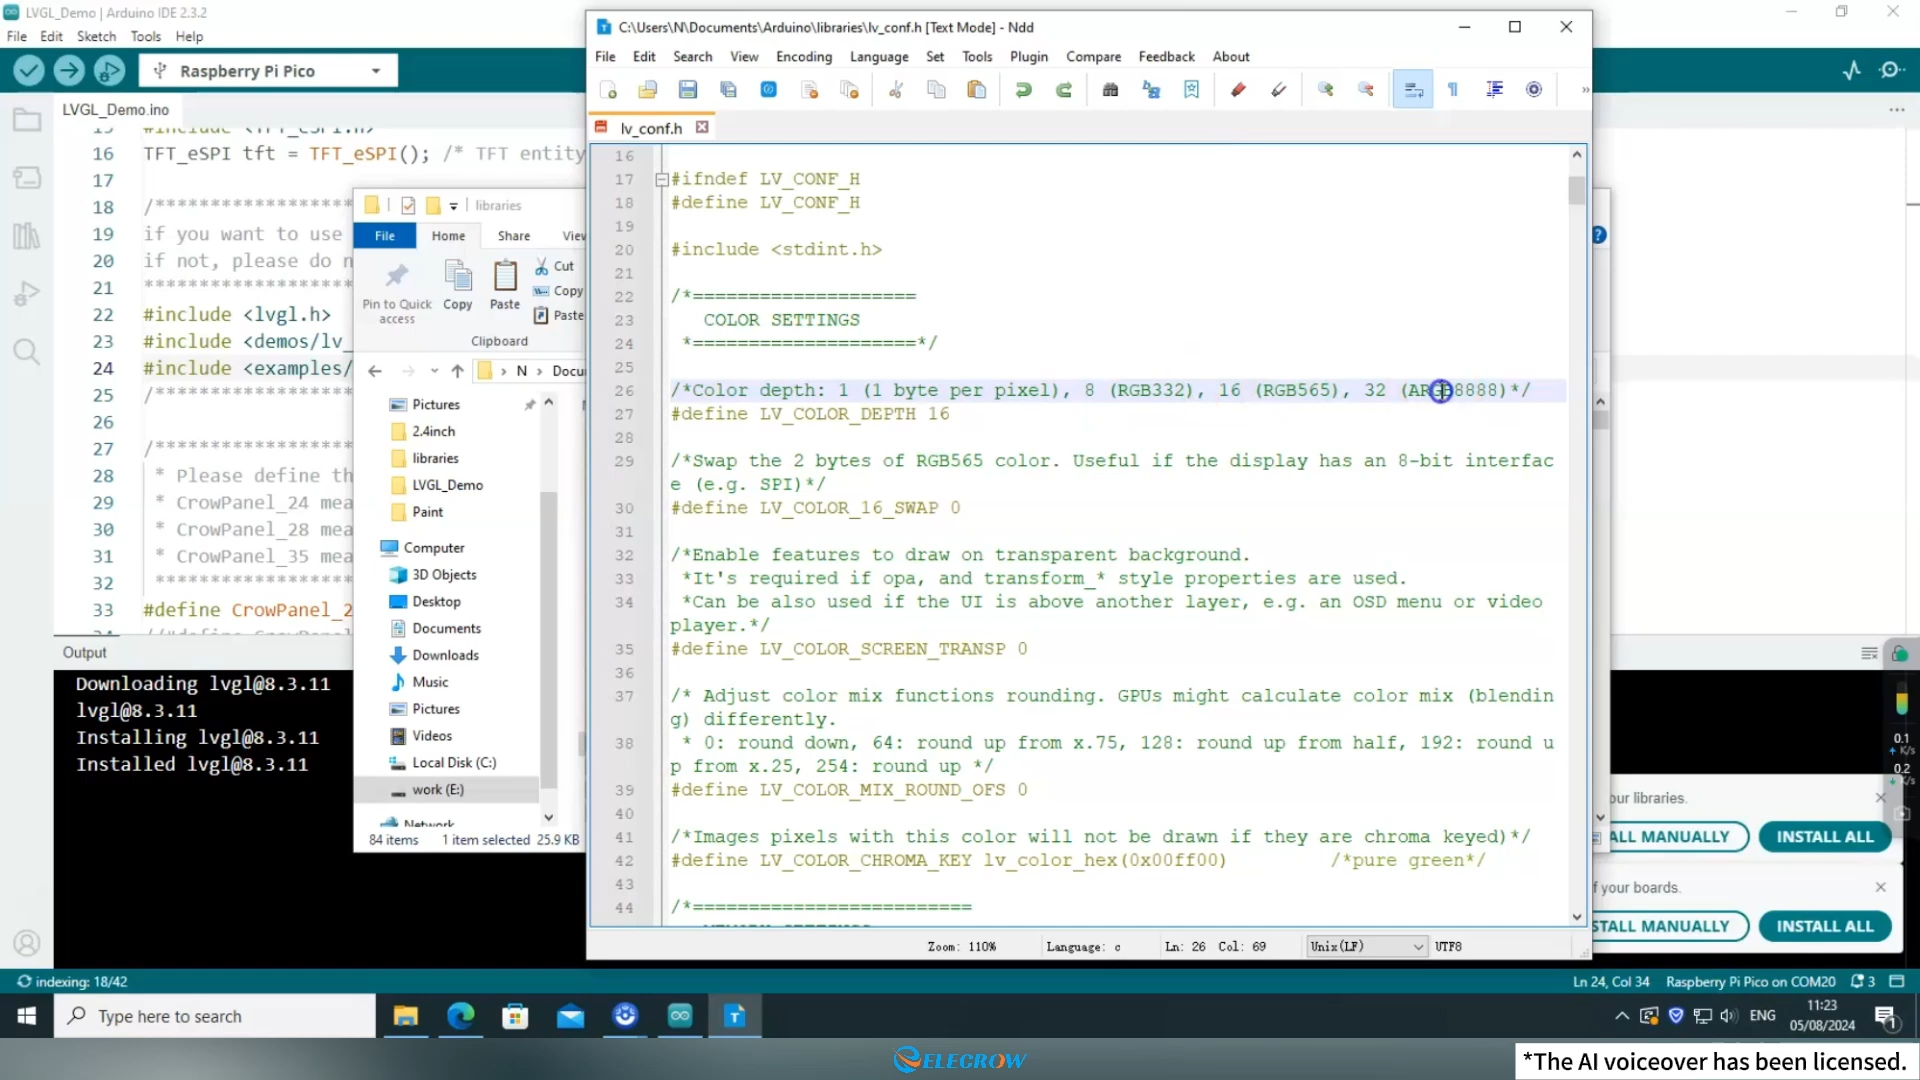 LVGL_Demo | Arduino IDE 2.3.2
File Edit Sketch Tools Help
Raspberry Pi Pico
LVGL_Demo.ino
16 TFT_eSPI tft = TFT_eSPI(); /* TFT entity
17
18 /*******************
19 if you want to use
20 if not, please do n
21 *******************
22 #include <lvgl.h>
23 #include <demos/lv_
24 #include <examples/
25 /*******************
26
27 /*******************
28 * Please define th
29 * CrowPanel_24 mea
30 * CrowPanel_28 mea
31 * CrowPanel_35 mea
32 ******************
33 #define CrowPanel_2
Output
Downloading lvgl@8.3.11
lvgl@8.3.11
Installing lvgl@8.3.11
Installed lvgl@8.3.11
libraries
File Home Share View
Pin to Quick access
Copy
Paste
Cut
Copy
Paste
Clipboard
N > Docu
Pictures
2.4inch
libraries
LVGL_Demo
Paint
Computer
3D Objects
Desktop
Documents
Downloads
Music
Pictures
Videos
Local Disk (C:)
work (E:)
Network
84 items 1 item selected 25.9 KB
C:\Users\N\Documents\Arduino\libraries\lv_conf.h [Text Mode] - Ndd
File Edit Search View Encoding Language Set Tools Plugin Compare Feedback About
lv_conf.h
16
17 #ifndef LV_CONF_H
18 #define LV_CONF_H
19
20 #include <stdint.h>
21
22 /*====================
23 COLOR SETTINGS
24 *====================*/
25
26 /*Color depth: 1 (1 byte per pixel), 8 (RGB332), 16 (RGB565), 32 (ARGB8888)*/
27 #define LV_COLOR_DEPTH 16
28
29 /*Swap the 2 bytes of RGB565 color. Useful if the display has an 8-bit interfac
e (e.g. SPI)*/
30 #define LV_COLOR_16_SWAP 0
31
32 /*Enable features to draw on transparent background.
33 *It's required if opa, and transform_* style properties are used.
34 *Can be also used if the UI is above another layer, e.g. an OSD menu or video
player.*/
35 #define LV_COLOR_SCREEN_TRANSP 0
36
37 /* Adjust color mix functions rounding. GPUs might calculate color mix (blendin
g) differently.
38 * 0: round down, 64: round up from x.75, 128: round up from half, 192: round u
p from x.25, 254: round up */
39 #define LV_COLOR_MIX_ROUND_OFS 0
40
41 /*Images pixels with this color will not be drawn if they are chroma keyed)*/
42 #define LV_COLOR_CHROMA_KEY lv_color_hex(0x00ff00) /*pure green*/
43
44 /*=========================
Zoom: 110% Language: c Ln: 26 Col: 69 Unix(LF) UTF8
0.1
K/s
0.2
K/s
our libraries.
ALL MANUALLY INSTALL ALL
f your boards.
STALL MANUALLY INSTALL ALL
indexing: 18/42
Ln 24, Col 34 Raspberry Pi Pico on COM20 3
Type here to search
ENG
11:23
05/08/2024
1
ELECROW
*The AI voiceover has been licensed.